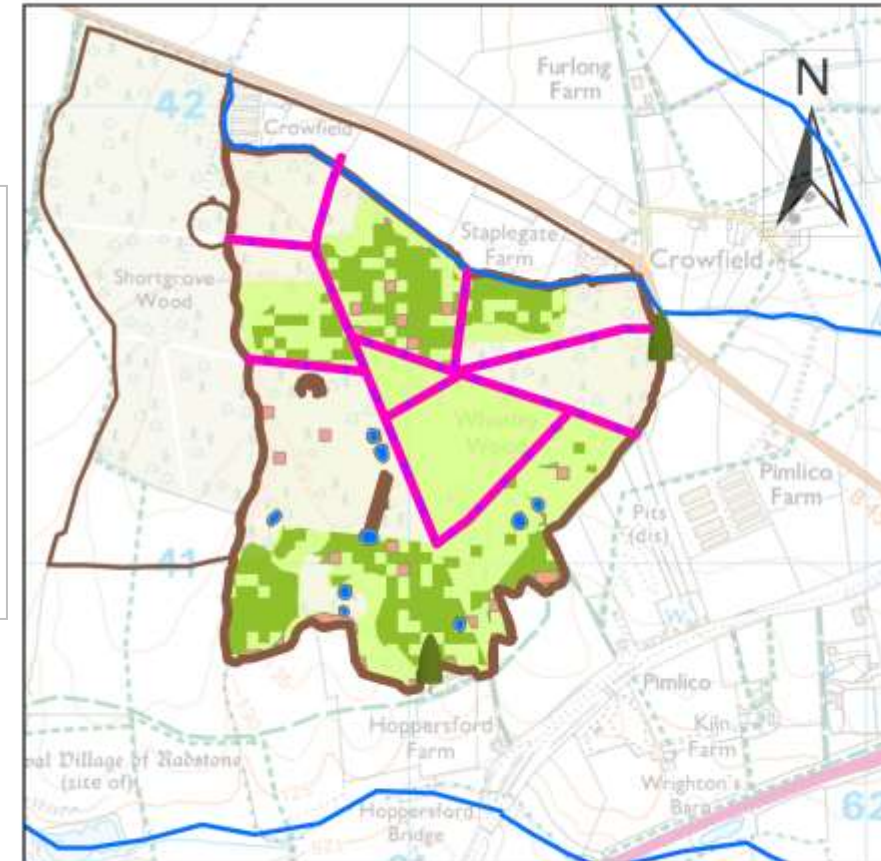 N
Furlong
Farm
42
Crowfield
Staplegate
Farm
Crowfield
Shortgrove
Wood
Whistley
Wood
Pimlico
Farm
Pits
(dis)
41
W
Pimlico
Hoppersford
Farm
Kiln
Farm
val Village of Radstone
(site of)
Wrighton's
Barn
Hoppersford
Bridge
62